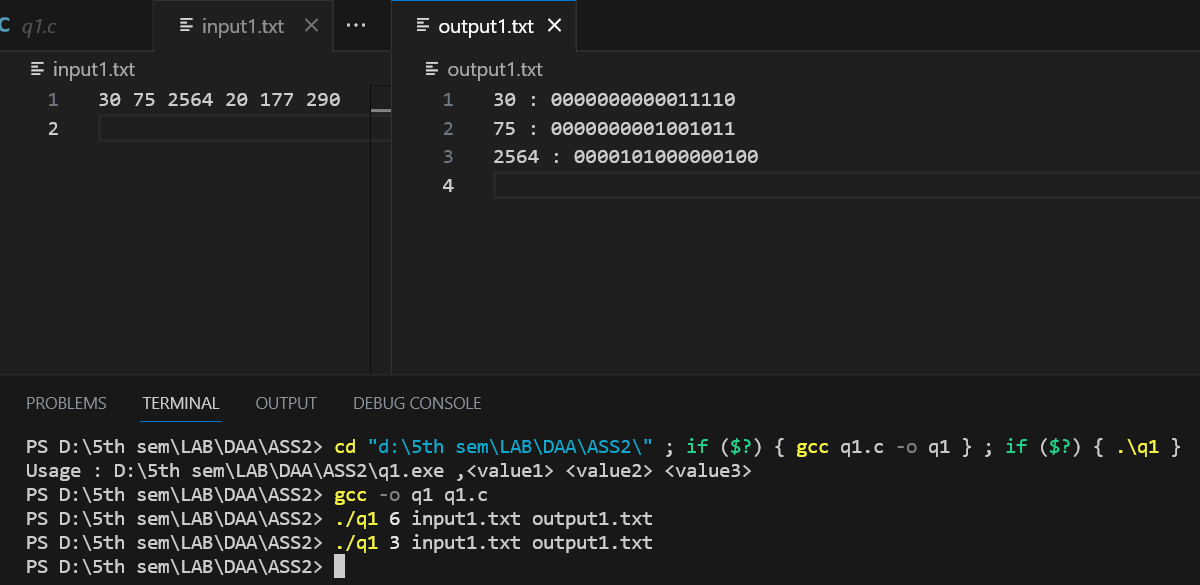 C q1.c
input1.txt
output1.txt
input1.txt
1 30 75 2564 20 177 290
2
output1.txt
1 30 : 0000000000011110
2 75 : 0000000001001011
3 2564 : 0000101000000100
4
PROBLEMS TERMINAL OUTPUT DEBUG CONSOLE
PS D:\5th sem\LAB\DAA\ASS2> cd "d:\5th sem\LAB\DAA\ASS2\" ; if ($?) { gcc q1.c -o q1 } ; if ($?) { .\q1 }
Usage : D:\5th sem\LAB\DAA\ASS2\q1.exe ,<value1> <value2> <value3>
PS D:\5th sem\LAB\DAA\ASS2> gcc -o q1 q1.c
PS D:\5th sem\LAB\DAA\ASS2> ./q1 6 input1.txt output1.txt
PS D:\5th sem\LAB\DAA\ASS2> ./q1 3 input1.txt output1.txt
PS D:\5th sem\LAB\DAA\ASS2>